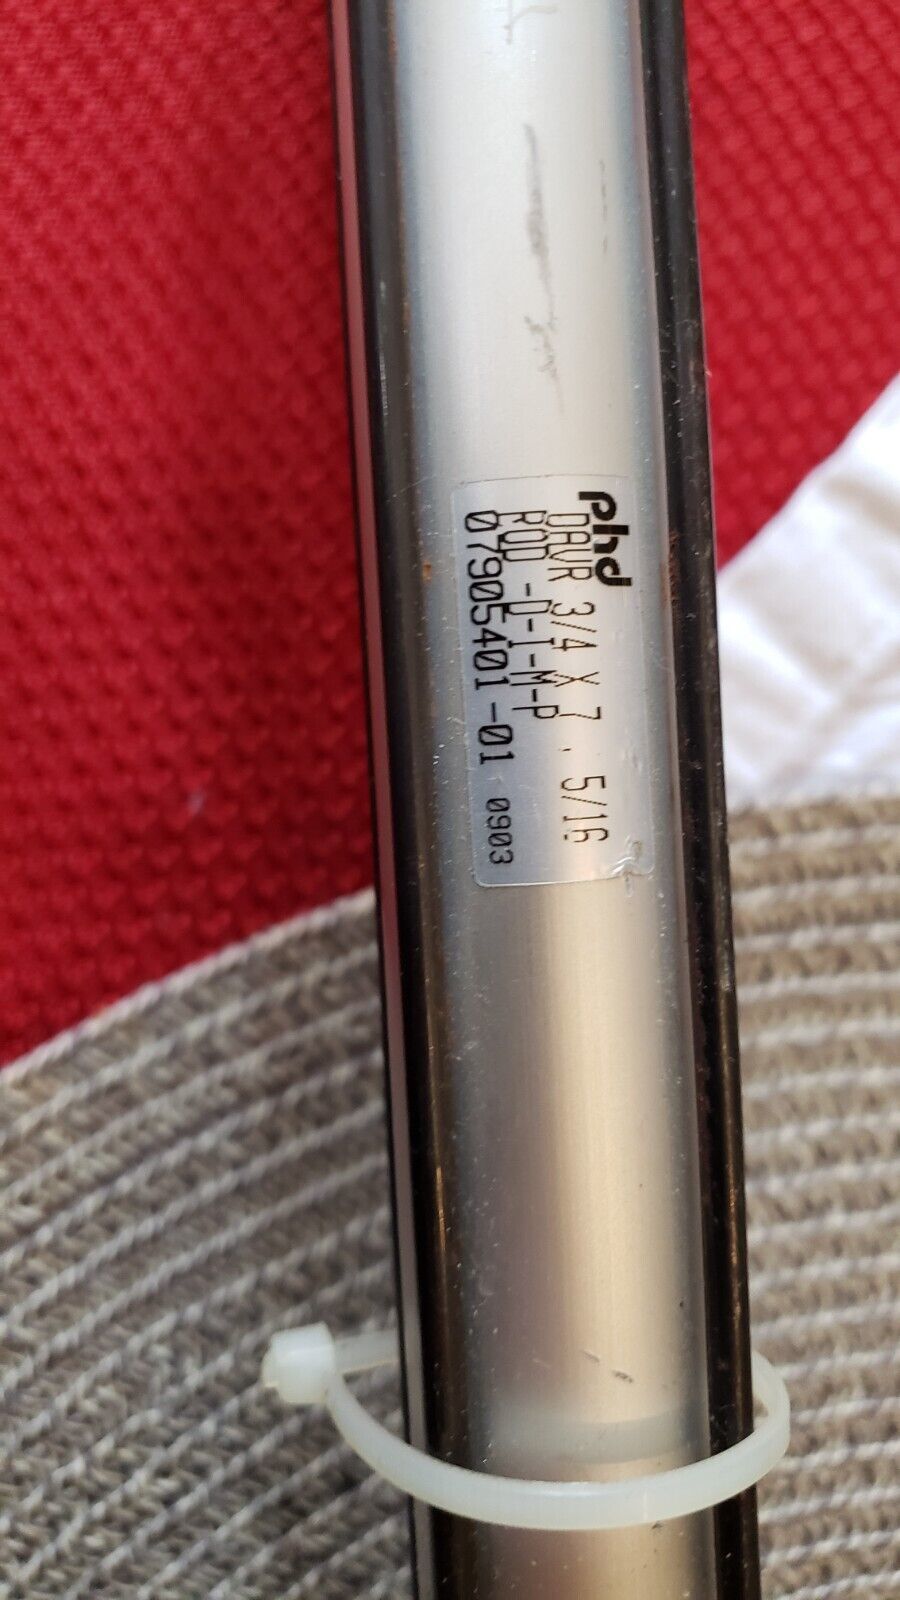 phd
DAVR 3/4 X 7 . 5/16
ROD -D-I-M-P
07905401-01 0903